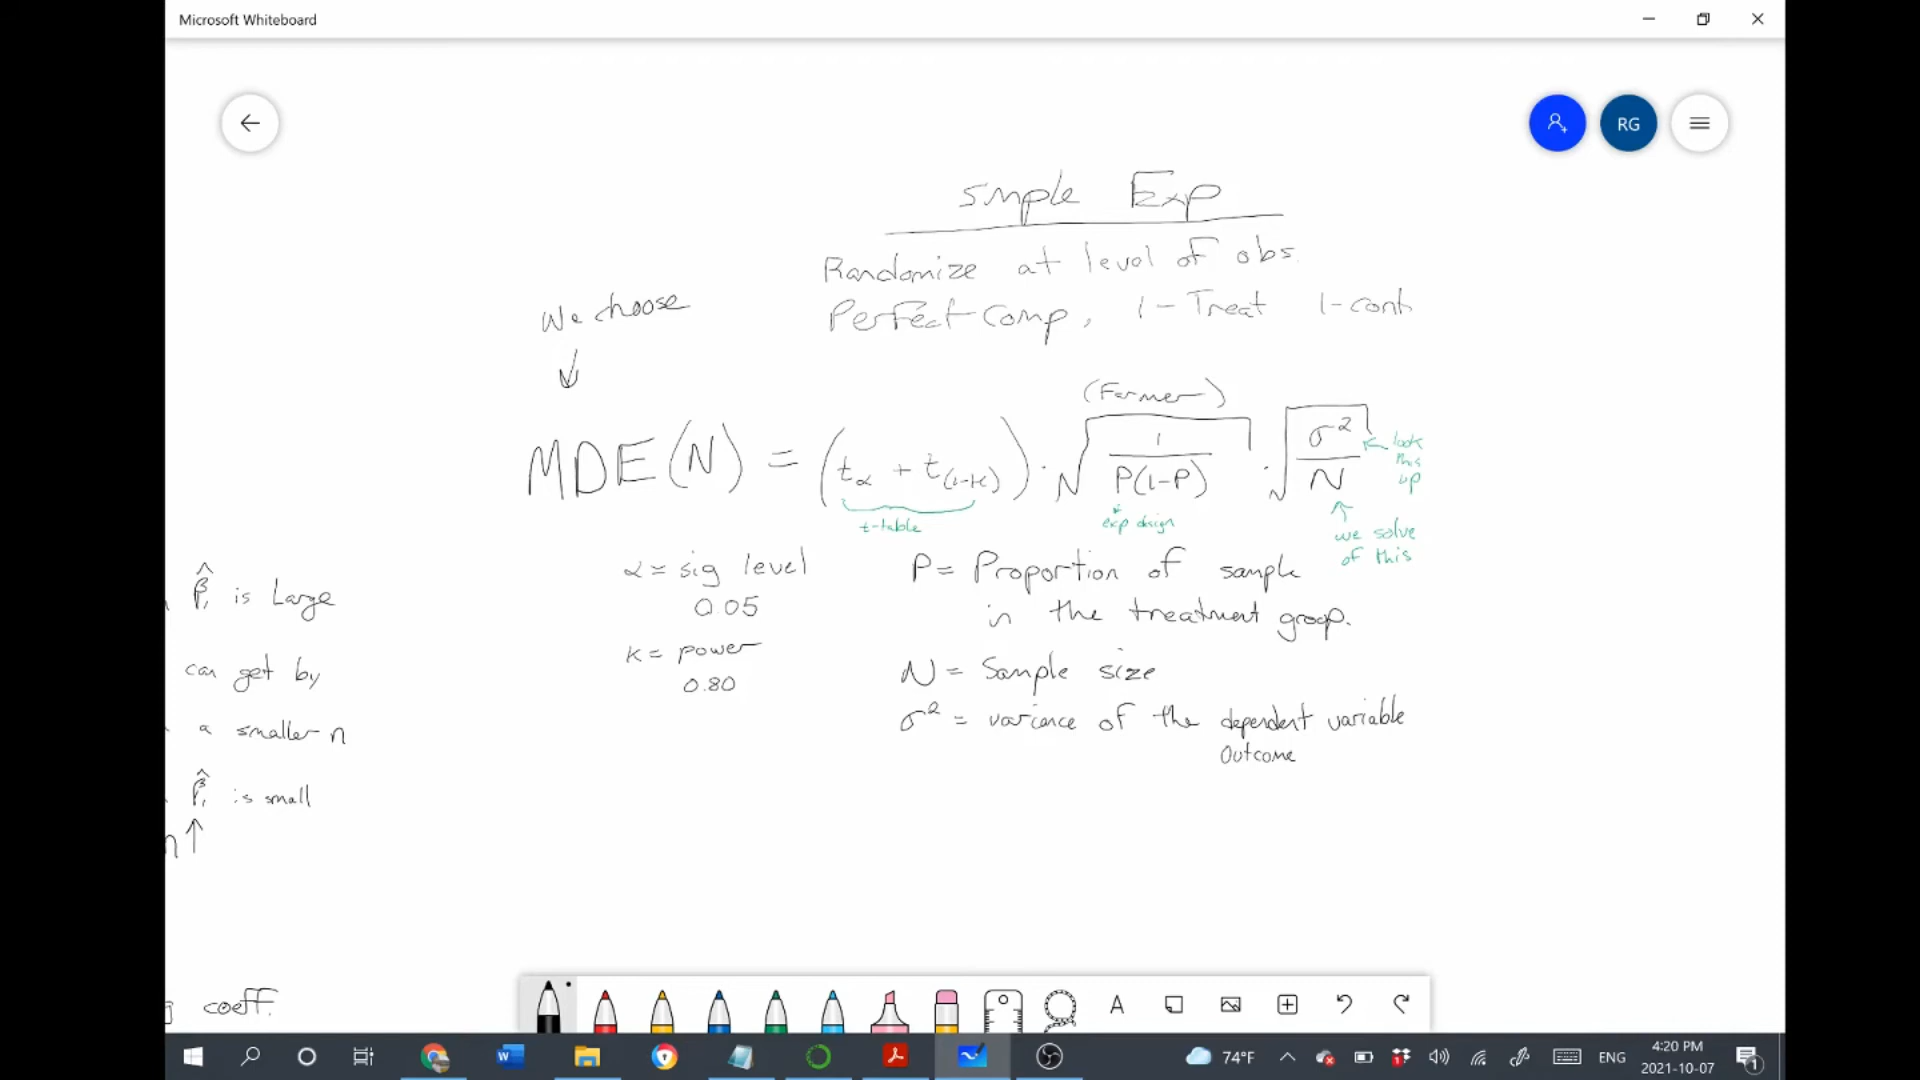 Microsoft Whiteboard
RG
Smple Exp
Randomize at level of obs.
Perfect Comp, 1 - Treat 1 - cont
We choose
↓
(Farmer)
MDE(N) = (tα + t(1-κ)) · √1/P(1-P) · √σ²/N
← look this up
t-table
↑ exp design
↑ we solve of this
α = sig level
0.05
κ = power
0.80
P = Proportion of sample
in the treatment group.
N = Sample size
σ² = variance of the dependent variable
Outcome
β̂₁ is Large
can get by
a smaller n
β̂₁ is small
n ↑
coeff.
A
74°F
ENG
4:20 PM
2021-10-07
1